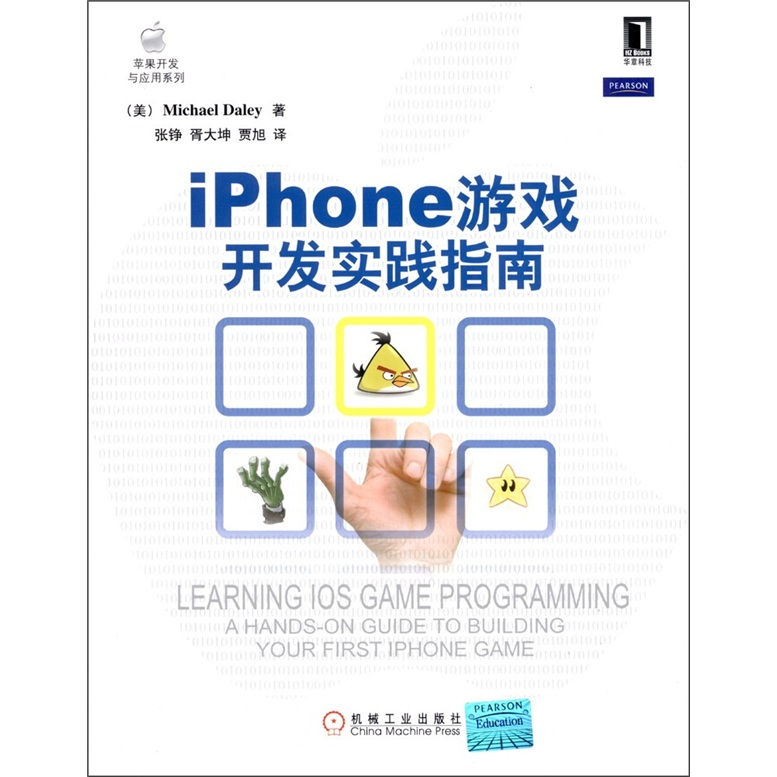 苹果开发
与应用系列
HZ BOOKS
华章科技
PEARSON
（美）Michael Daley 著
张铮 胥大坤 贾旭 译
iPhone游戏
开发实践指南
LEARNING IOS GAME PROGRAMMING
A HANDS-ON GUIDE TO BUILDING
YOUR FIRST IPHONE GAME
机械工业出版社
China Machine Press
PEARSON
Education